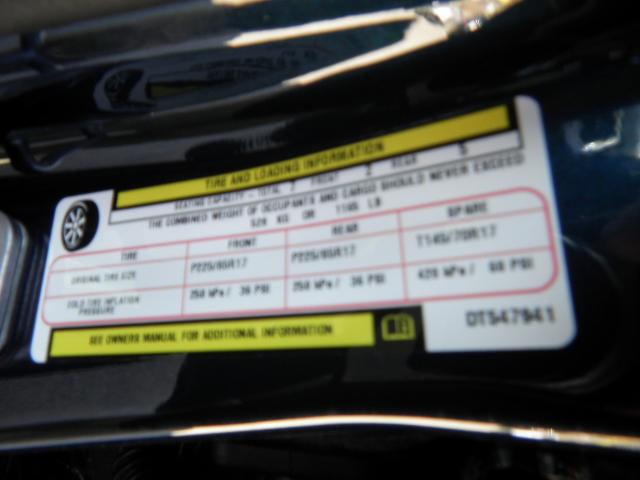 TIRE AND LOADING INFORMATION
SEATING CAPACITY - TOTAL 7 FRONT 2 REAR 5
THE COMBINED WEIGHT OF OCCUPANTS AND CARGO SHOULD NEVER EXCEED
KG OR LB
TIRE FRONT REAR SPARE
ORIGINAL TIRE SIZE P225/65R17 P225/65R17 T145/70R17
COLD TIRE INFLATION PRESSURE 250 kPa / 36 PSI 250 kPa / 36 PSI 420 kPa / 60 PSI
SEE OWNERS MANUAL FOR ADDITIONAL INFORMATION
DT547941